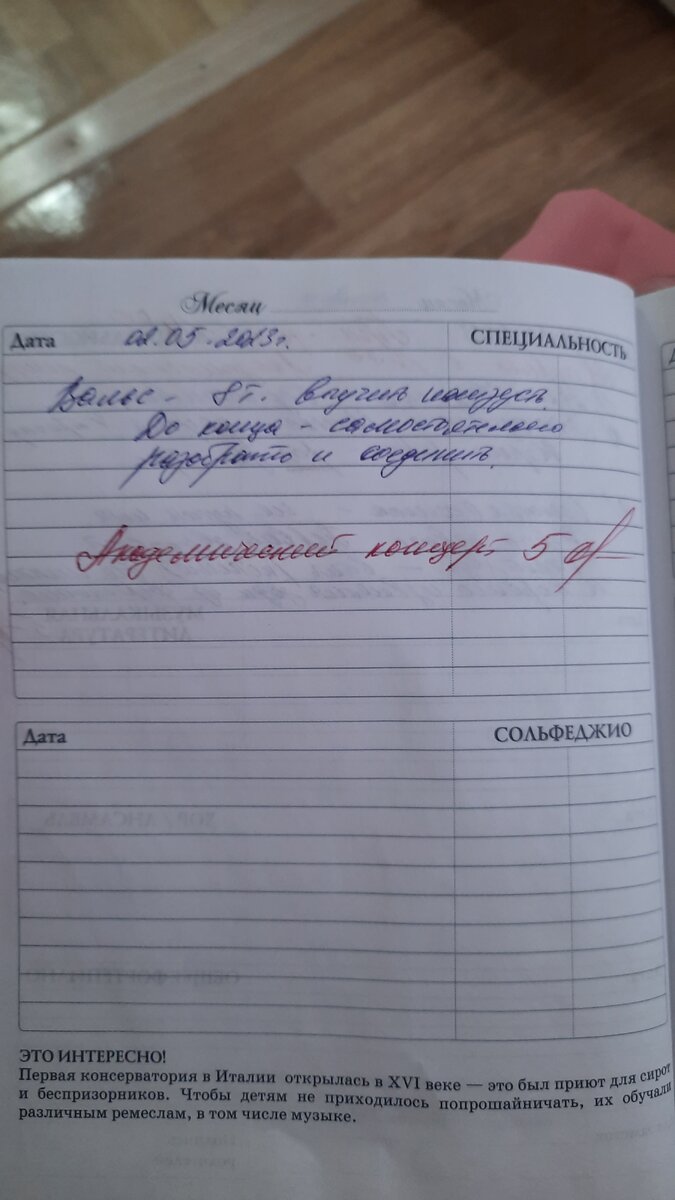 Месяц
Дата 02.05.2023г. СПЕЦИАЛЬНОСТЬ
Вальс - 8т. выучить наизусть.
До конца - самостоятельно
разобрать и соединить.
Академический концерт 5
Дата СОЛЬФЕДЖИО
ЭТО ИНТЕРЕСНО!
Первая консерватория в Италии открылась в XVI веке — это был приют для сирот
и беспризорников. Чтобы детям не приходилось попрошайничать, их обучали
различным ремеслам, в том числе музыке.